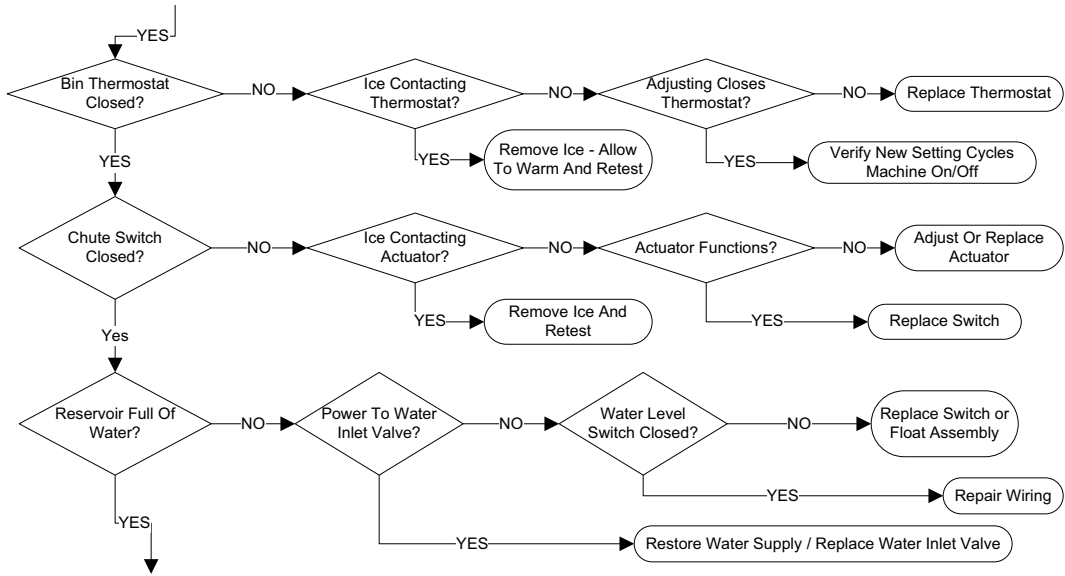 YES
Bin Thermostat
Closed?
NO
Ice Contacting
Thermostat?
NO
Adjusting Closes
Thermostat?
NO
Replace Thermostat
YES
Remove Ice - Allow
To Warm And Retest
YES
Verify New Setting Cycles
Machine On/Off
YES
Chute Switch
Closed?
NO
Ice Contacting
Actuator?
NO
Actuator Functions?
NO
Adjust Or Replace
Actuator
YES
Remove Ice And
Retest
YES
Replace Switch
Yes
Reservoir Full Of
Water?
NO
Power To Water
Inlet Valve?
NO
Water Level
Switch Closed?
NO
Replace Switch or
Float Assembly
YES
Repair Wiring
YES
YES
Restore Water Supply / Replace Water Inlet Valve